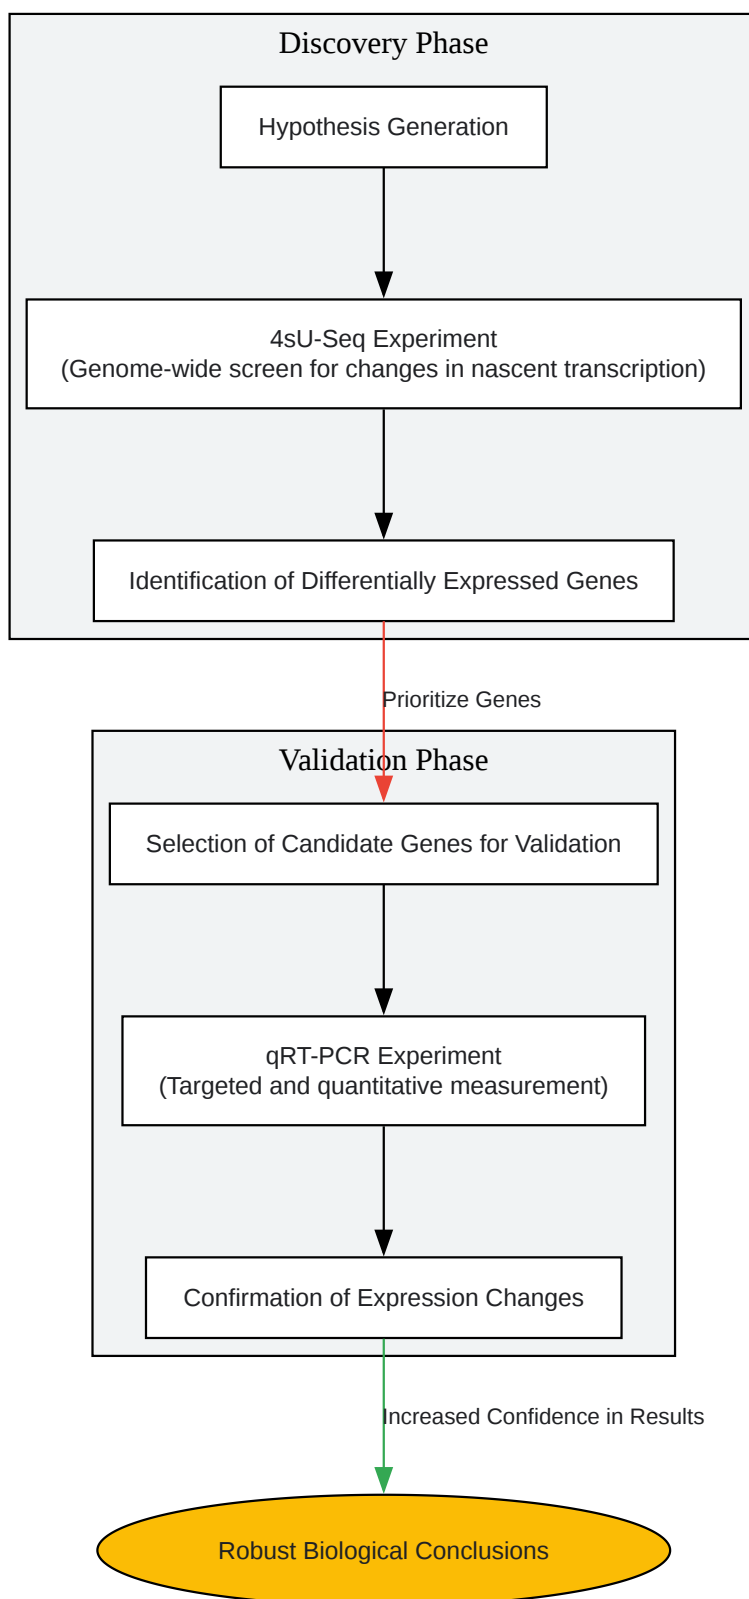 Discovery Phase
Hypothesis Generation
4sU-Seq Experiment
(Genome-wide screen for changes in nascent transcription)
Identification of Differentially Expressed Genes
Prioritize Genes
Validation Phase
Selection of Candidate Genes for Validation
qRT-PCR Experiment
(Targeted and quantitative measurement)
Confirmation of Expression Changes
Increased Confidence in Results
Robust Biological Conclusions